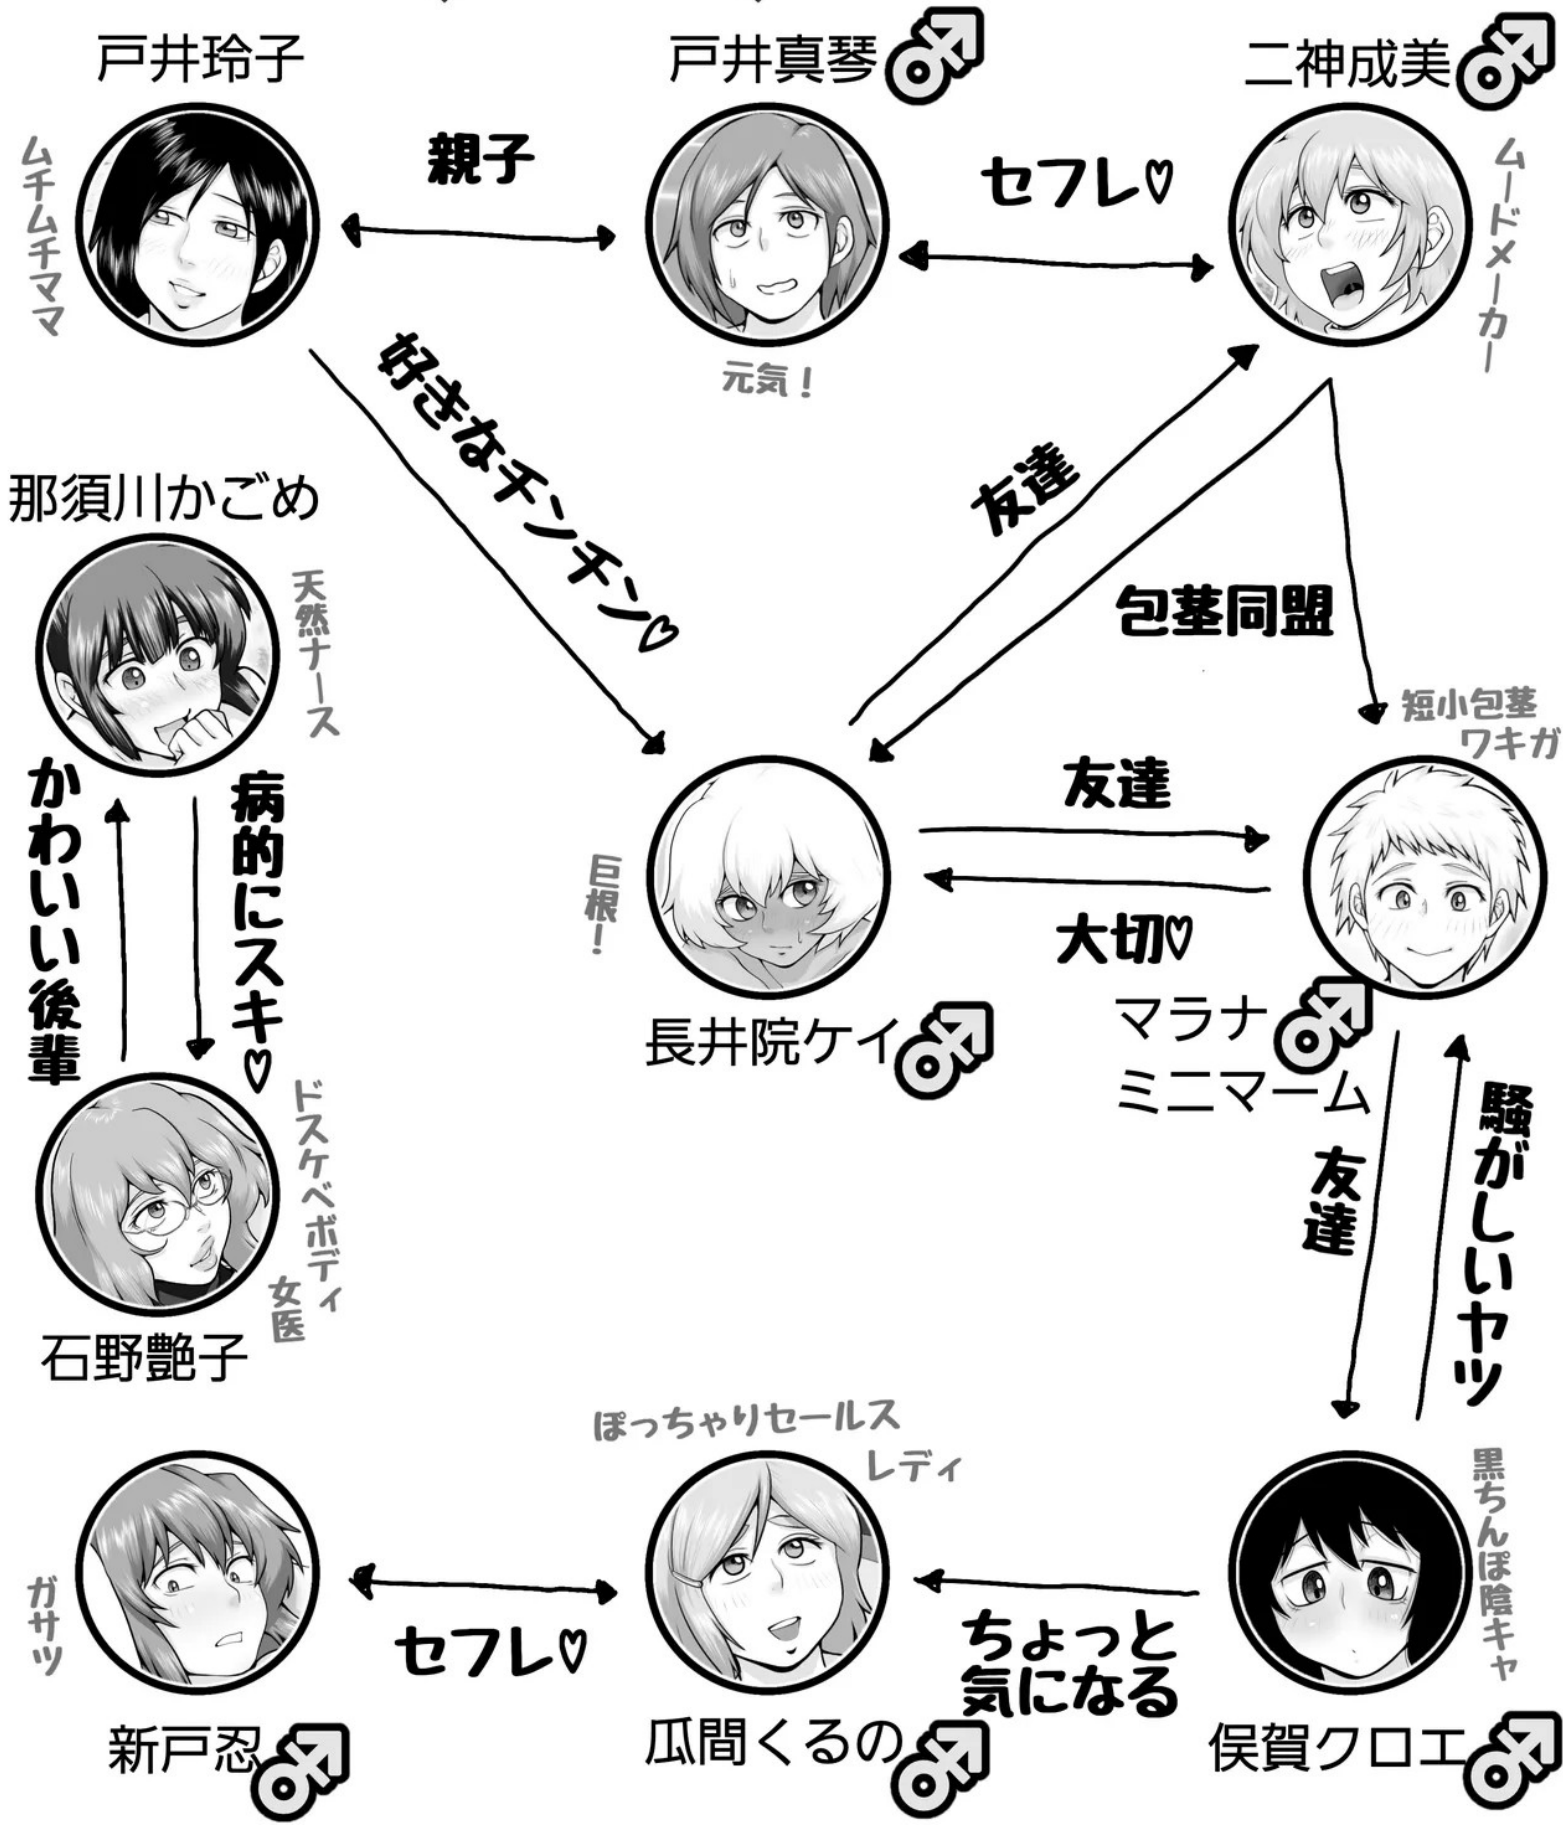 戸井玲子
戸井真琴
二神成美
ムチムチママ
親子
セフレ♡
ムードメーカー
元気！
好きなチンチン♡
友達
包茎同盟
那須川かごめ
天然ナース
かわいい後輩
病的にスキ♡
短小包茎
ワキガ
友達
大切♡
巨根！
長井院ケイ
マラナ
ミニマーム
ドスケベボディ
女医
石野艶子
友達
騒がしいヤツ
ぽっちゃりセールス
レディ
黒ちんぽ陰キャ
ガサツ
セフレ♡
ちょっと
気になる
新戸忍
瓜間くるの
俣賀クロエ